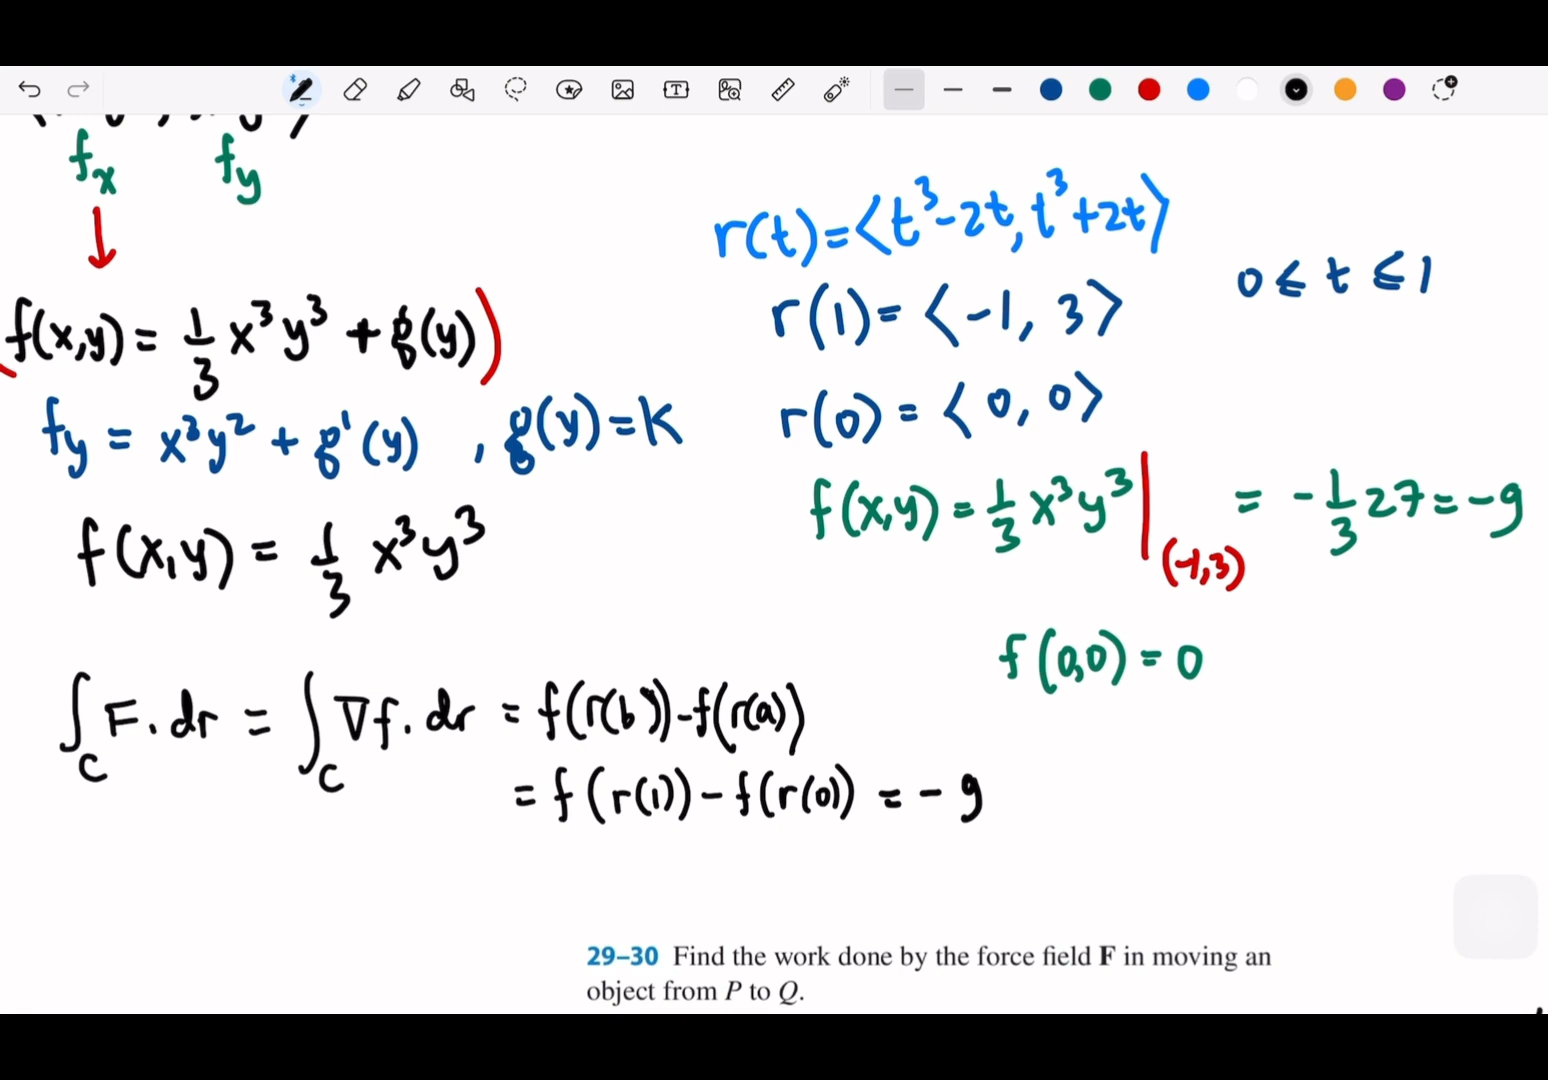 fx fy
r(t)=⟨t³-2t, t³+2t⟩
0 ≤ t ≤ 1
f(x,y) = 1/3 x³y³ + g(y))
r(1) = ⟨-1, 3⟩
fy = x³y² + g'(y) , g(y)=K
r(0) = ⟨0, 0⟩
f(x,y) = 1/3 x³y³ |(-1,3) = -1/3 27 = -9
f(x,y) = 1/3 x³y³
f(0,0) = 0
∫C F. dr = ∫C ∇f. dr = f(r(b))-f(r(a))
= f(r(1)) - f(r(0)) = -9
29–30 Find the work done by the force field F in moving an
object from P to Q.